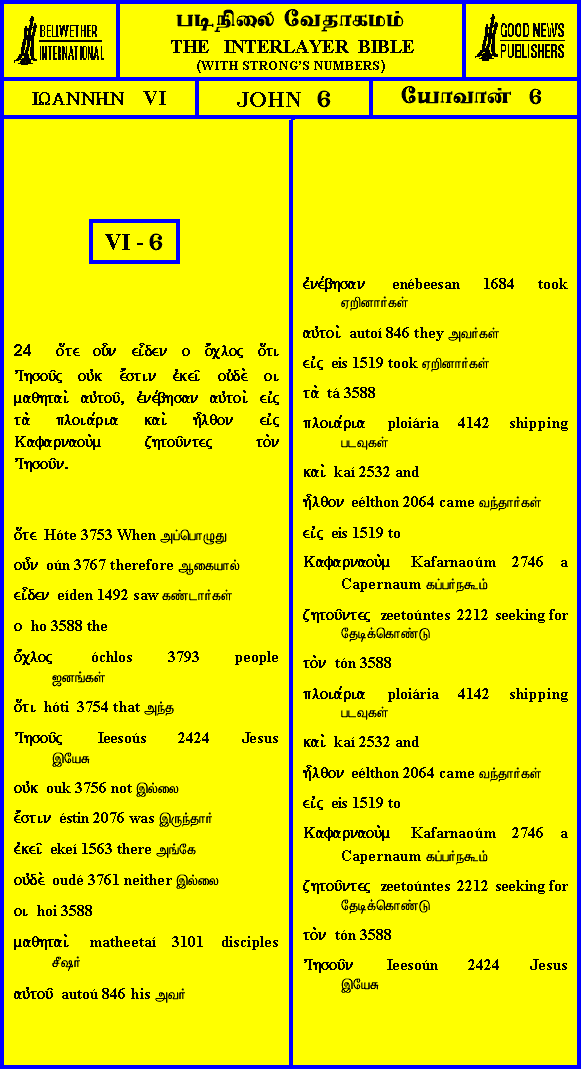 BELLWETHER
INTERNATIONAL
படிநிலை வேதாகமம்
THE INTERLAYER BIBLE
(WITH STRONG'S NUMBERS)
GOOD NEWS
PUBLISHERS
ΙΩΑΝΝΗΝ VI
JOHN 6
யோவான் 6
VI - 6
24 ὅτε οὖν εἶδεν ο ὄχλος ὅτι
Ἰησοῦς οὐκ ἔστιν ἐκεῖ οὐδὲ οι
μαθηταὶ αὐτοῦ, ἐνέβησαν αὐτοὶ εἰς
τὰ πλοιάρια καὶ ἦλθον εἰς
Καφαρναοὺμ ζητοῦντες τὸν
Ἰησοῦν.
ὅτε Hóte 3753 When அப்பொழுது
οὖν oún 3767 therefore ஆகையால்
εἶδεν eíden 1492 saw கண்டார்கள்
ο ho 3588 the
ὄχλος óchlos 3793 people
ஜனங்கள்
ὅτι hóti 3754 that அந்த
Ἰησοῦς Ieesoús 2424 Jesus
இயேசு
οὐκ ouk 3756 not இல்லை
ἔστιν éstin 2076 was இருந்தார்
ἐκεῖ ekeí 1563 there அங்கே
οὐδὲ oudé 3761 neither இல்லை
οι hoi 3588
μαθηταὶ matheetaí 3101 disciples
சீஷர்
αὐτοῦ autoú 846 his அவர்
ἐνέβησαν enébeesan 1684 took
ஏறினார்கள்
αὐτοὶ autoí 846 they அவர்கள்
εἰς eis 1519 took ஏறினார்கள்
τὰ tá 3588
πλοιάρια ploiária 4142 shipping
படவுகள்
καὶ kaí 2532 and
ἦλθον eélthon 2064 came வந்தார்கள்
εἰς eis 1519 to
Καφαρναοὺμ Kafarnaoúm 2746 a
Capernaum கப்பர்நகூம்
ζητοῦντες zeetoúntes 2212 seeking for
தேடிக்கொண்டு
τὸν tón 3588
πλοιάρια ploiária 4142 shipping
படவுகள்
καὶ kaí 2532 and
ἦλθον eélthon 2064 came வந்தார்கள்
εἰς eis 1519 to
Καφαρναοὺμ Kafarnaoúm 2746 a
Capernaum கப்பர்நகூம்
ζητοῦντες zeetoúntes 2212 seeking for
தேடிக்கொண்டு
τὸν tón 3588
Ἰησοῦν Ieesoún 2424 Jesus
இயேசு